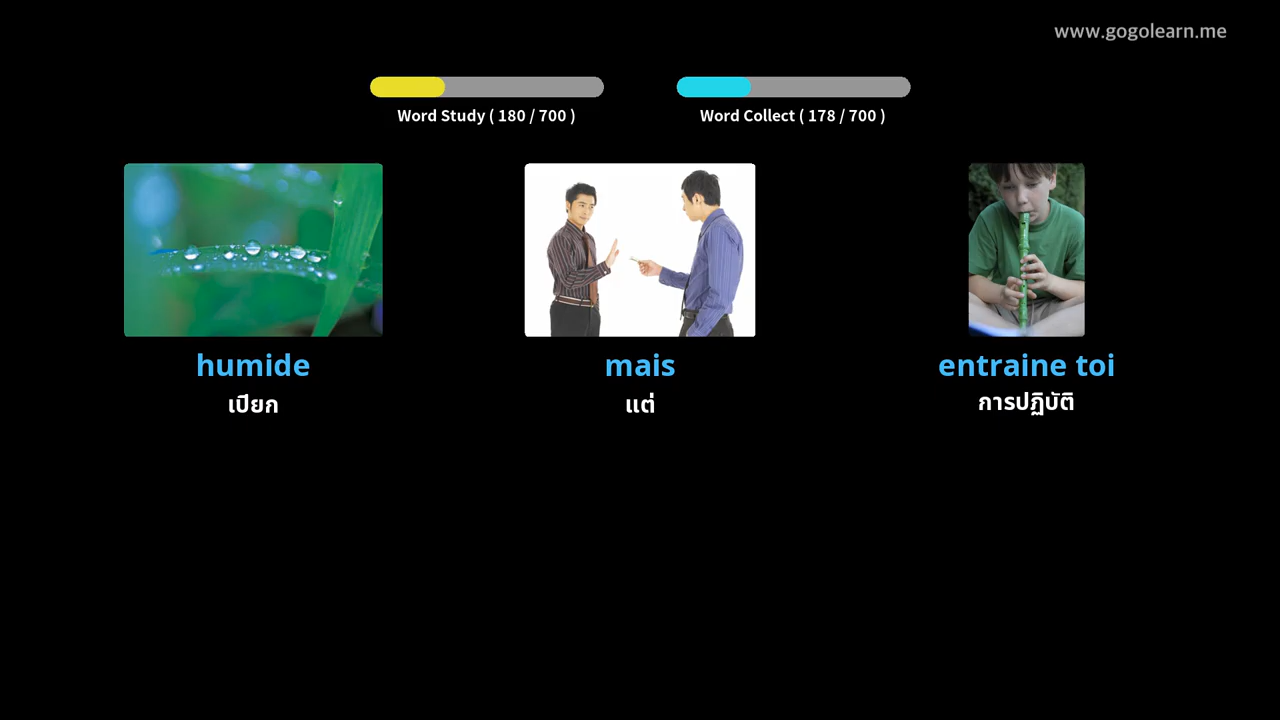 www.gogolearn.me
Word Study ( 180 / 700 )
Word Collect ( 178 / 700 )
humide
เปียก
mais
แต่
entraine toi
การปฏิบัติ